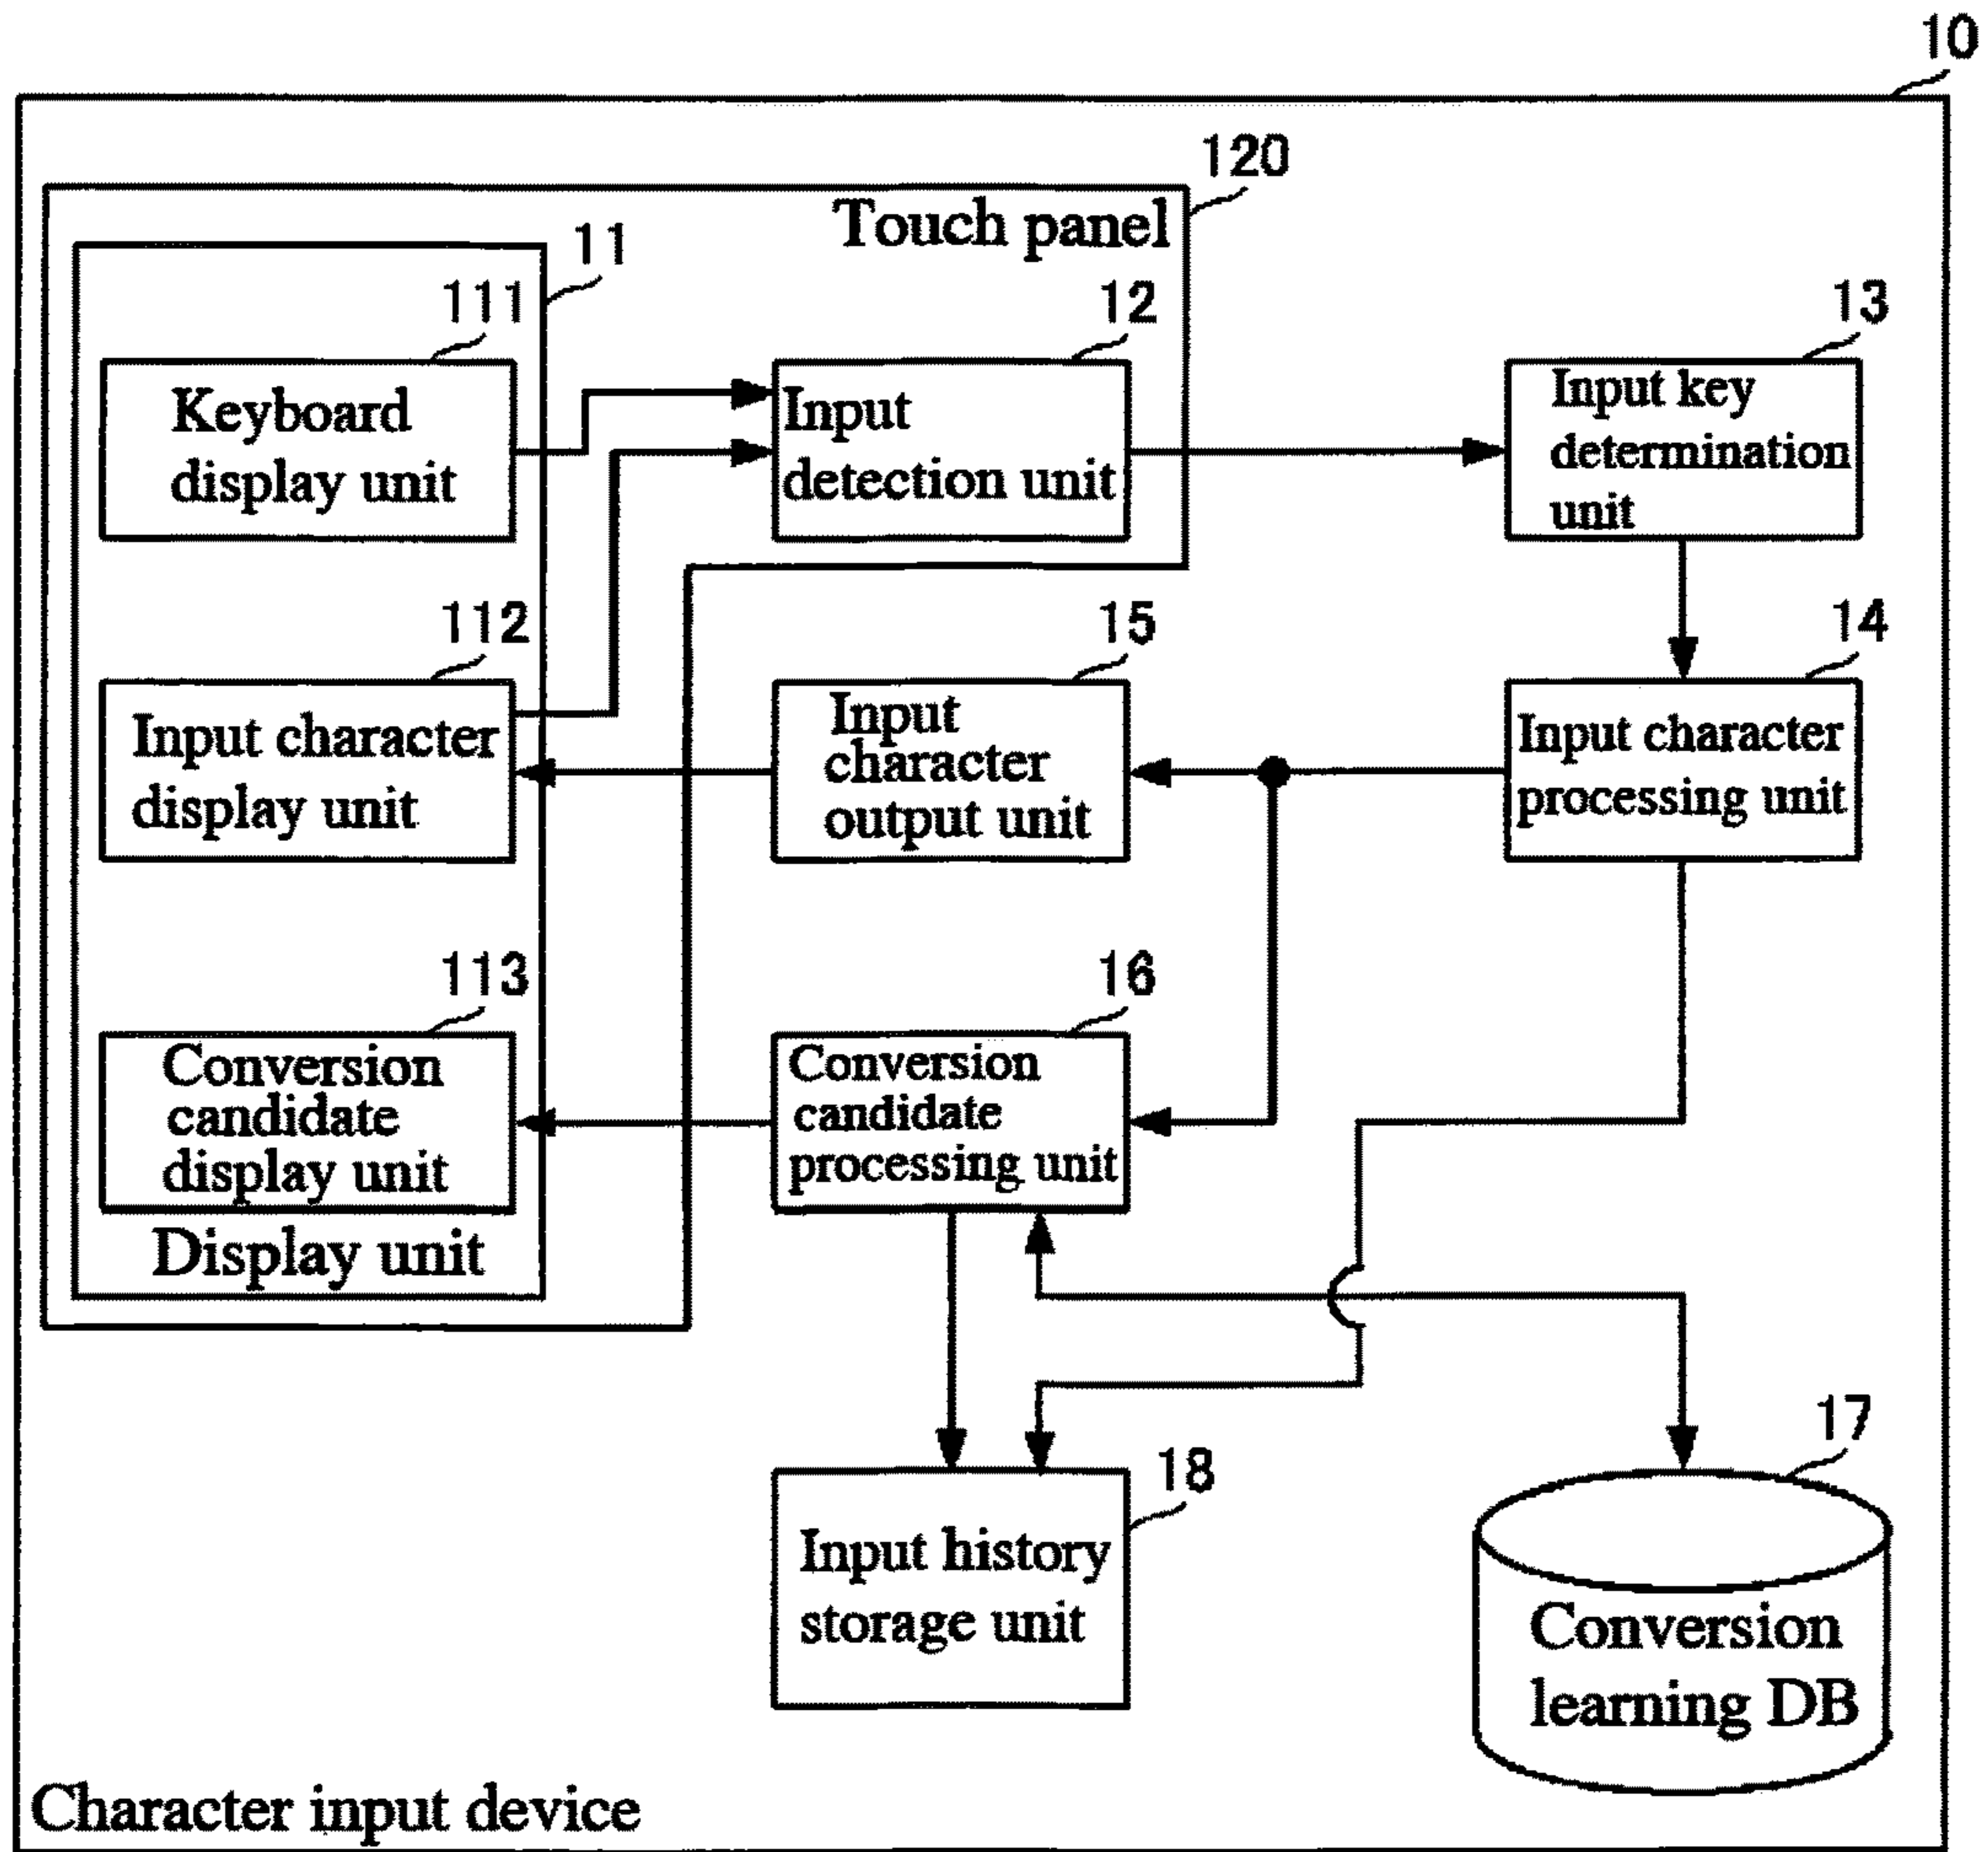 10
120
Touch panel
11
111
12
13
Keyboard
display unit
Input
detection unit
Input key
determination
unit
112
15
14
Input character
display unit
Input
character
output unit
Input character
processing unit
113
16
Conversion
candidate
display unit
Conversion
candidate
processing unit
Display unit
17
18
Input history
storage unit
Conversion
learning DB
Character input device